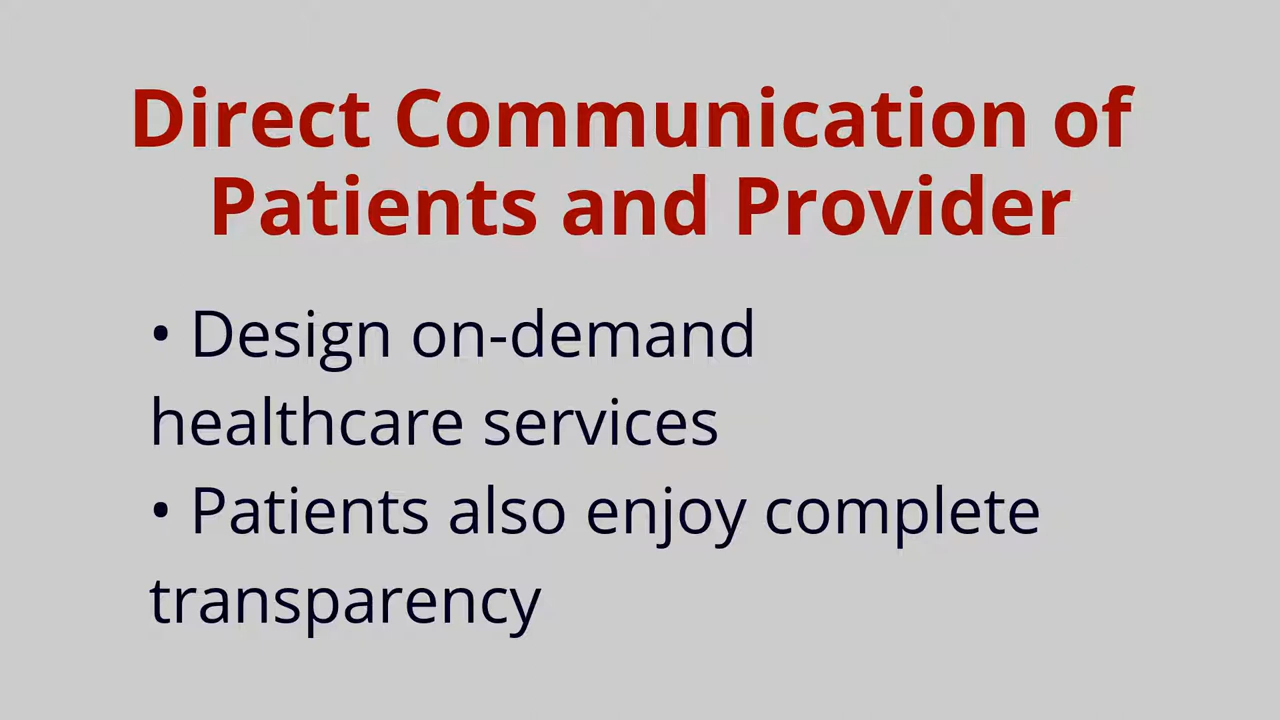 Direct Communication of
Patients and Provider
• Design on-demand
healthcare services
• Patients also enjoy complete
transparency